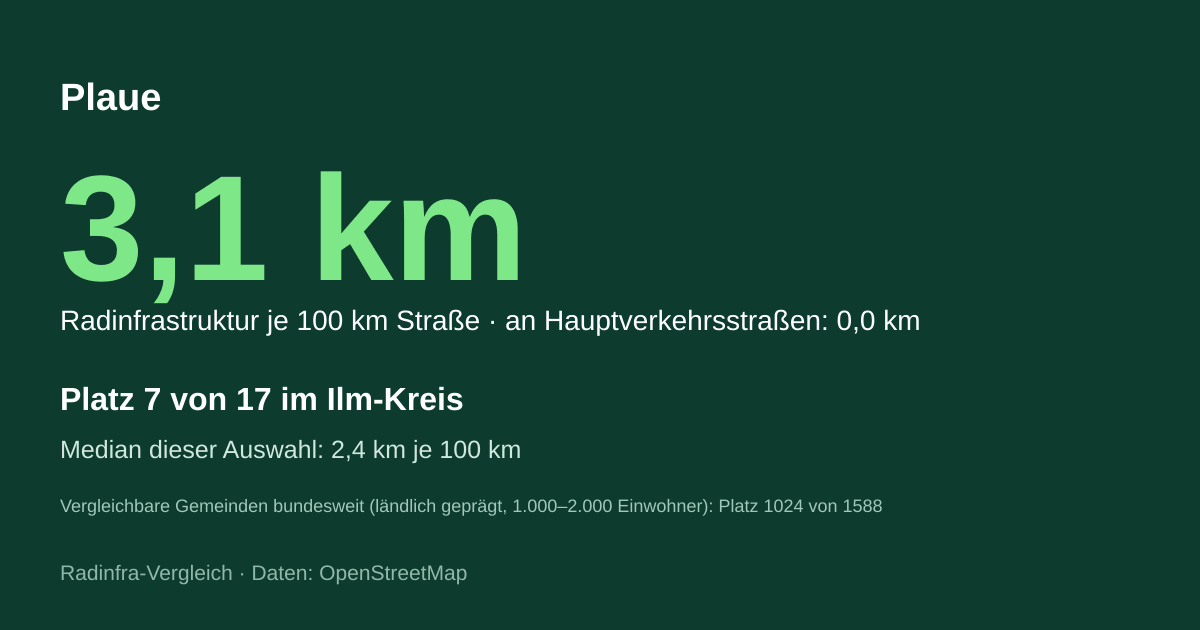 Plaue
3,1 km
Radinfrastruktur je 100 km Straße · an Hauptverkehrsstraßen: 0,0 km
Platz 7 von 17 im Ilm-Kreis
Median dieser Auswahl: 2,4 km je 100 km
Vergleichbare Gemeinden bundesweit (ländlich geprägt, 1.000–2.000 Einwohner): Platz 1024 von 1588
Radinfra-Vergleich · Daten: OpenStreetMap